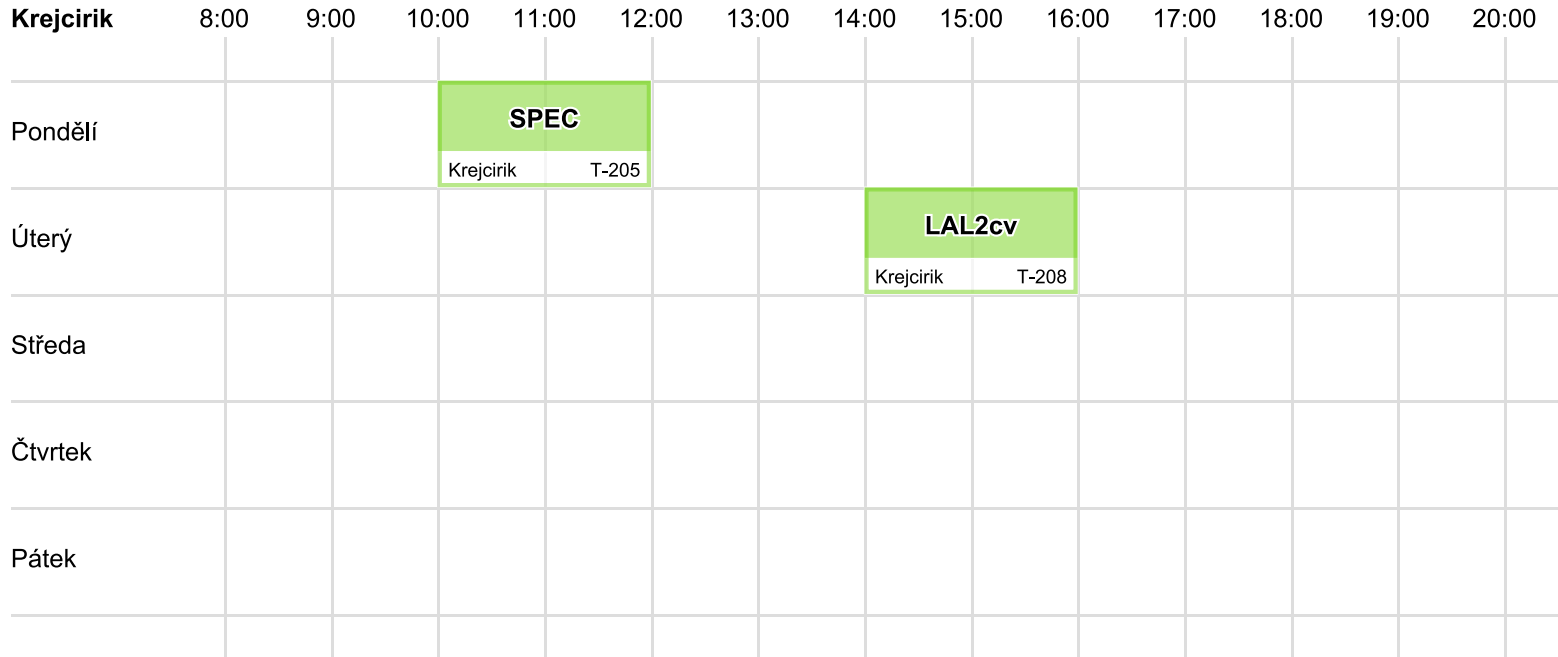 Krejcirik 8:00 9:00 10:00 11:00 12:00 13:00 14:00 15:00 16:00 17:00 18:00 19:00 20:00
Pondělí
SPEC
Krejcirik T-205
Úterý
LAL2cv
Krejcirik T-208
Středa
Čtvrtek
Pátek